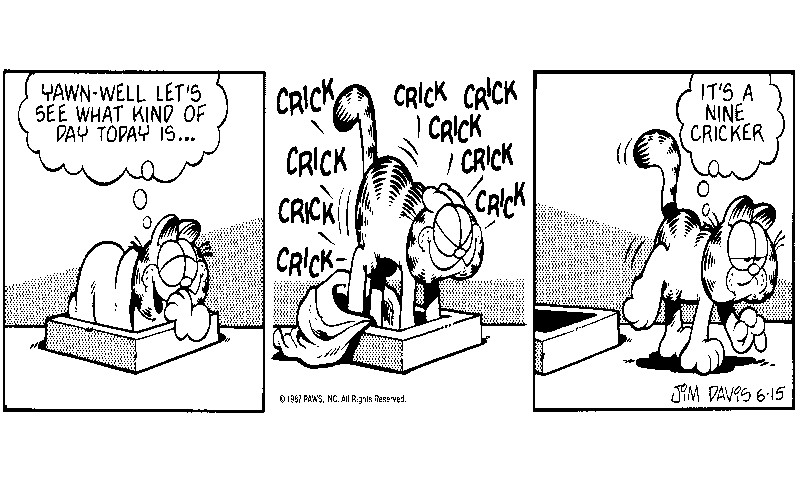 YAWN-WELL LET'S
SEE WHAT KIND OF
DAY TODAY IS...
CRICK
CRICK
CRICK
CRICK
CRICK
CRICK
CRICK
CRICK
CRICK
© 1987 PAWS, INC. All Rights Reserved.
IT'S A
NINE
CRICKER
JIM DAVIS 6-15